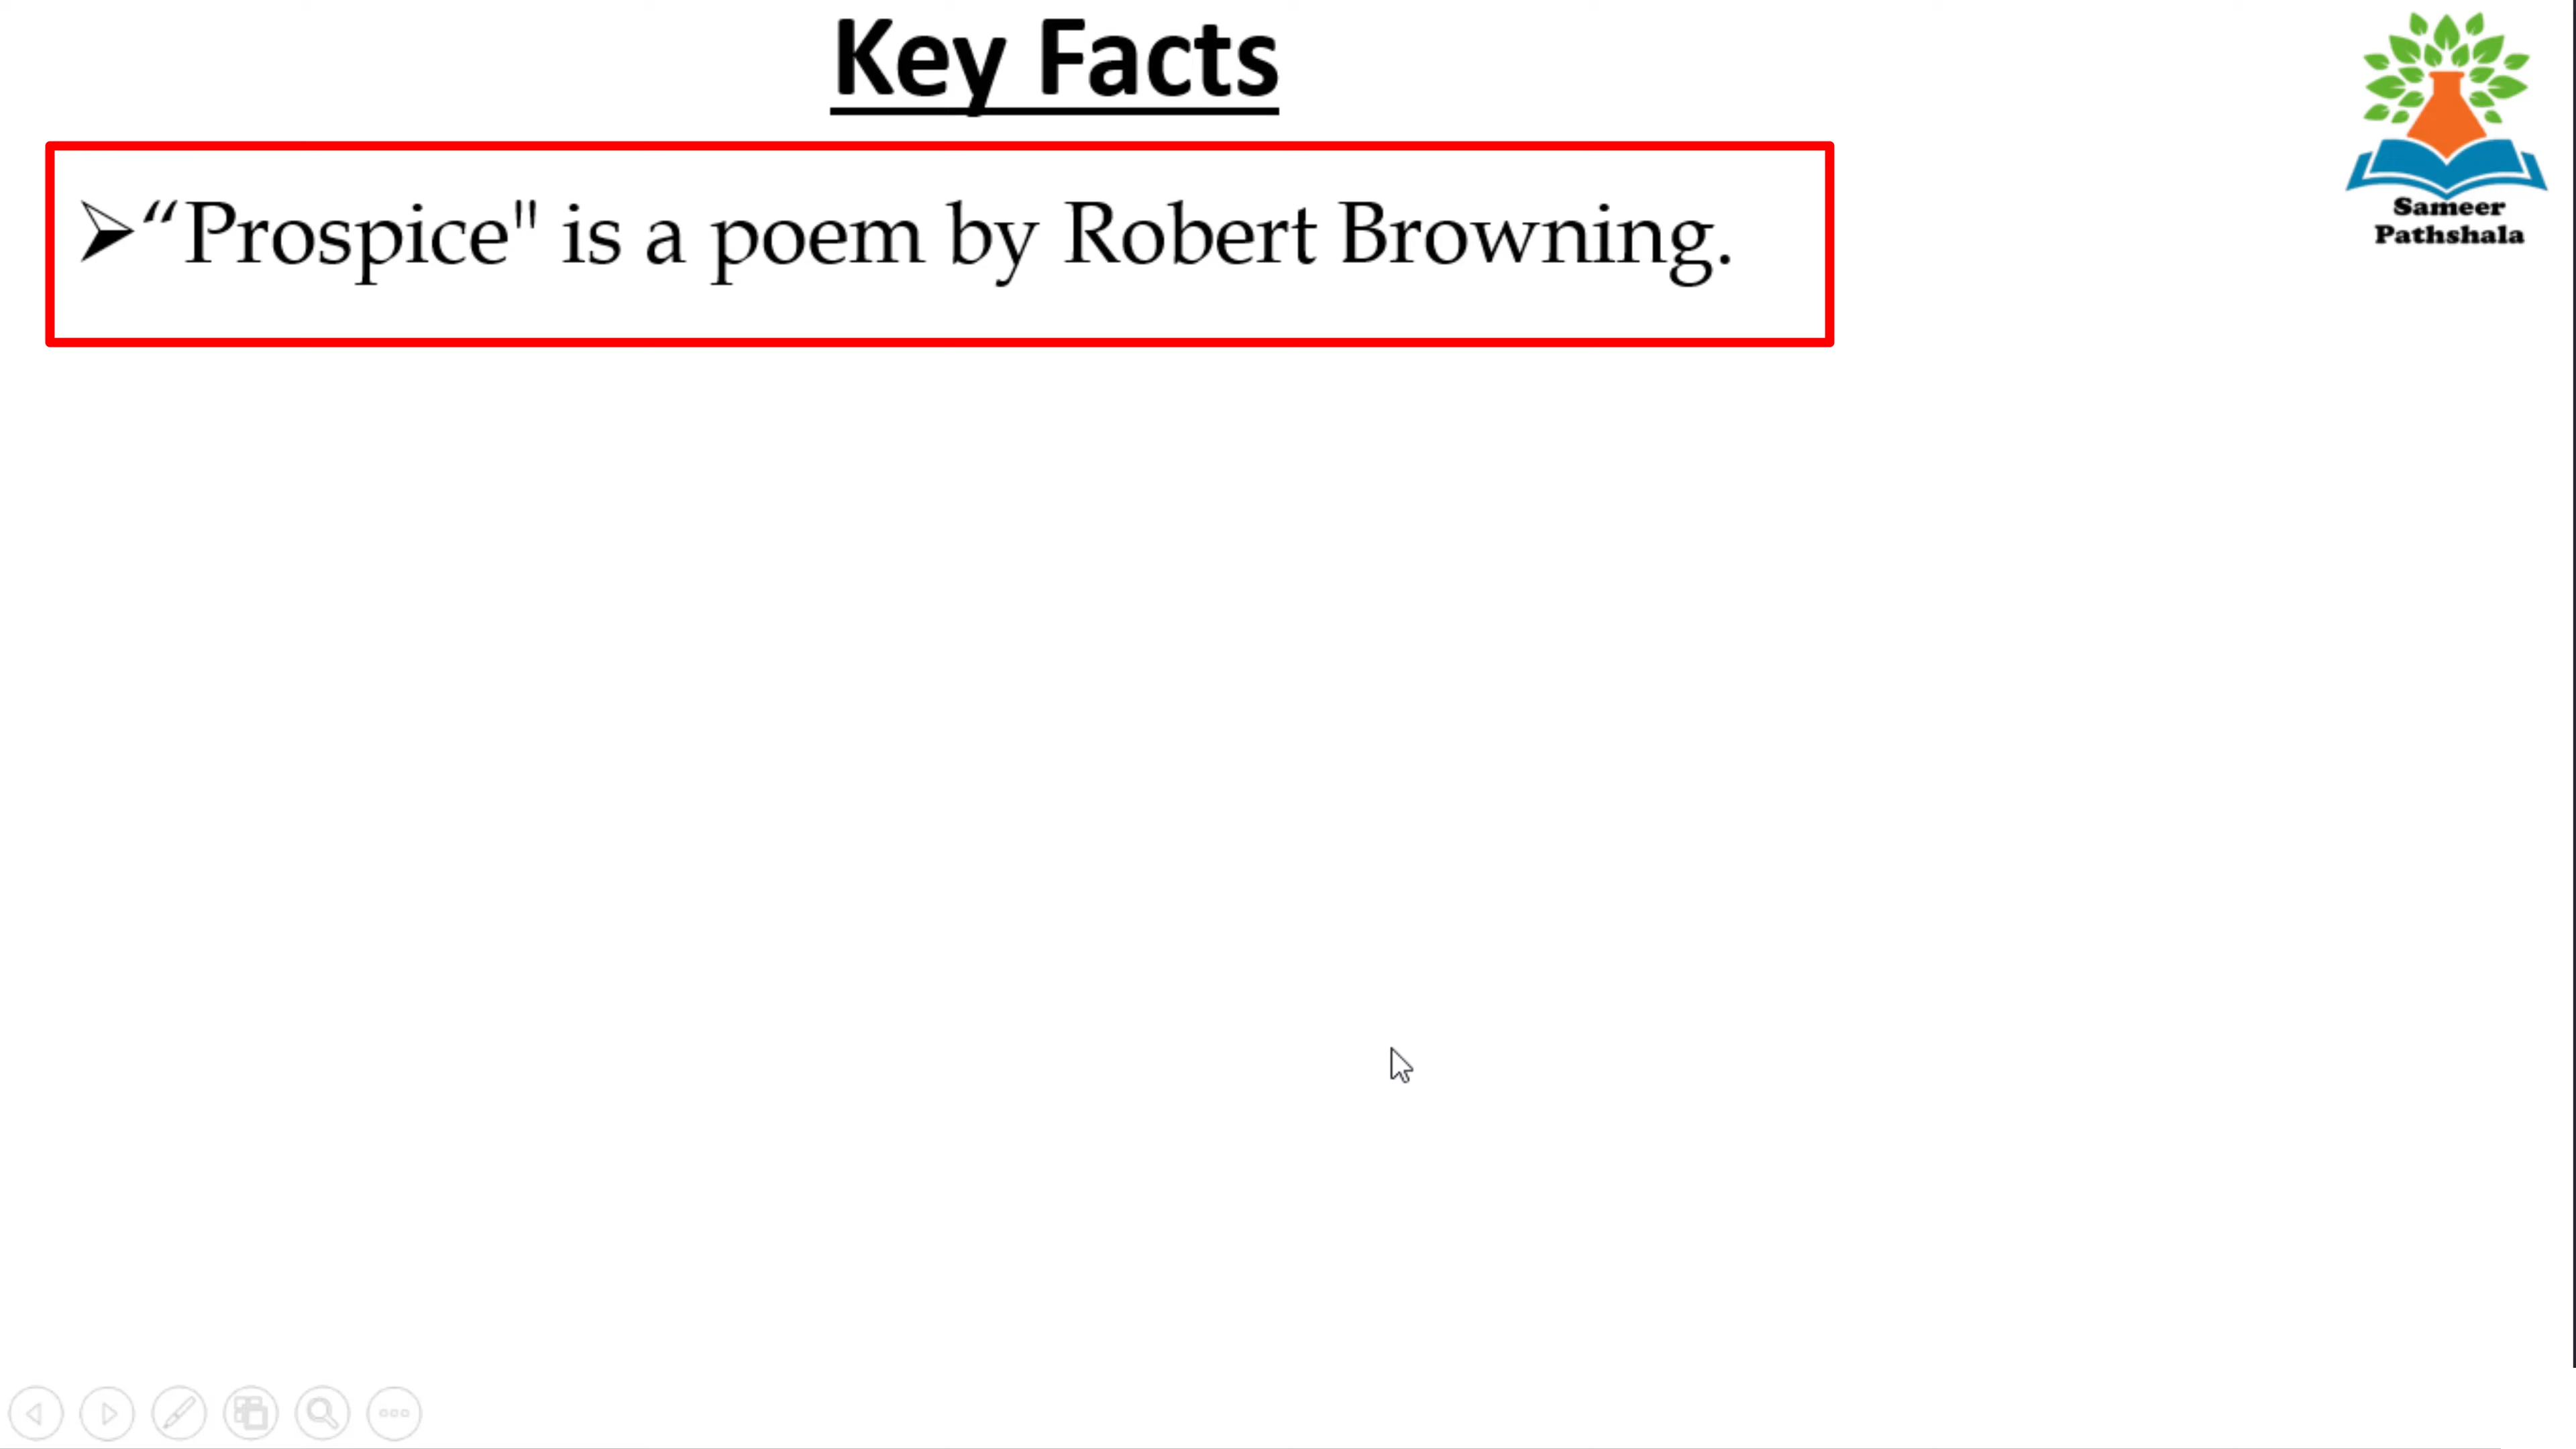 Key Facts
➢“Prospice" is a poem by Robert Browning.
Sameer
Pathshala